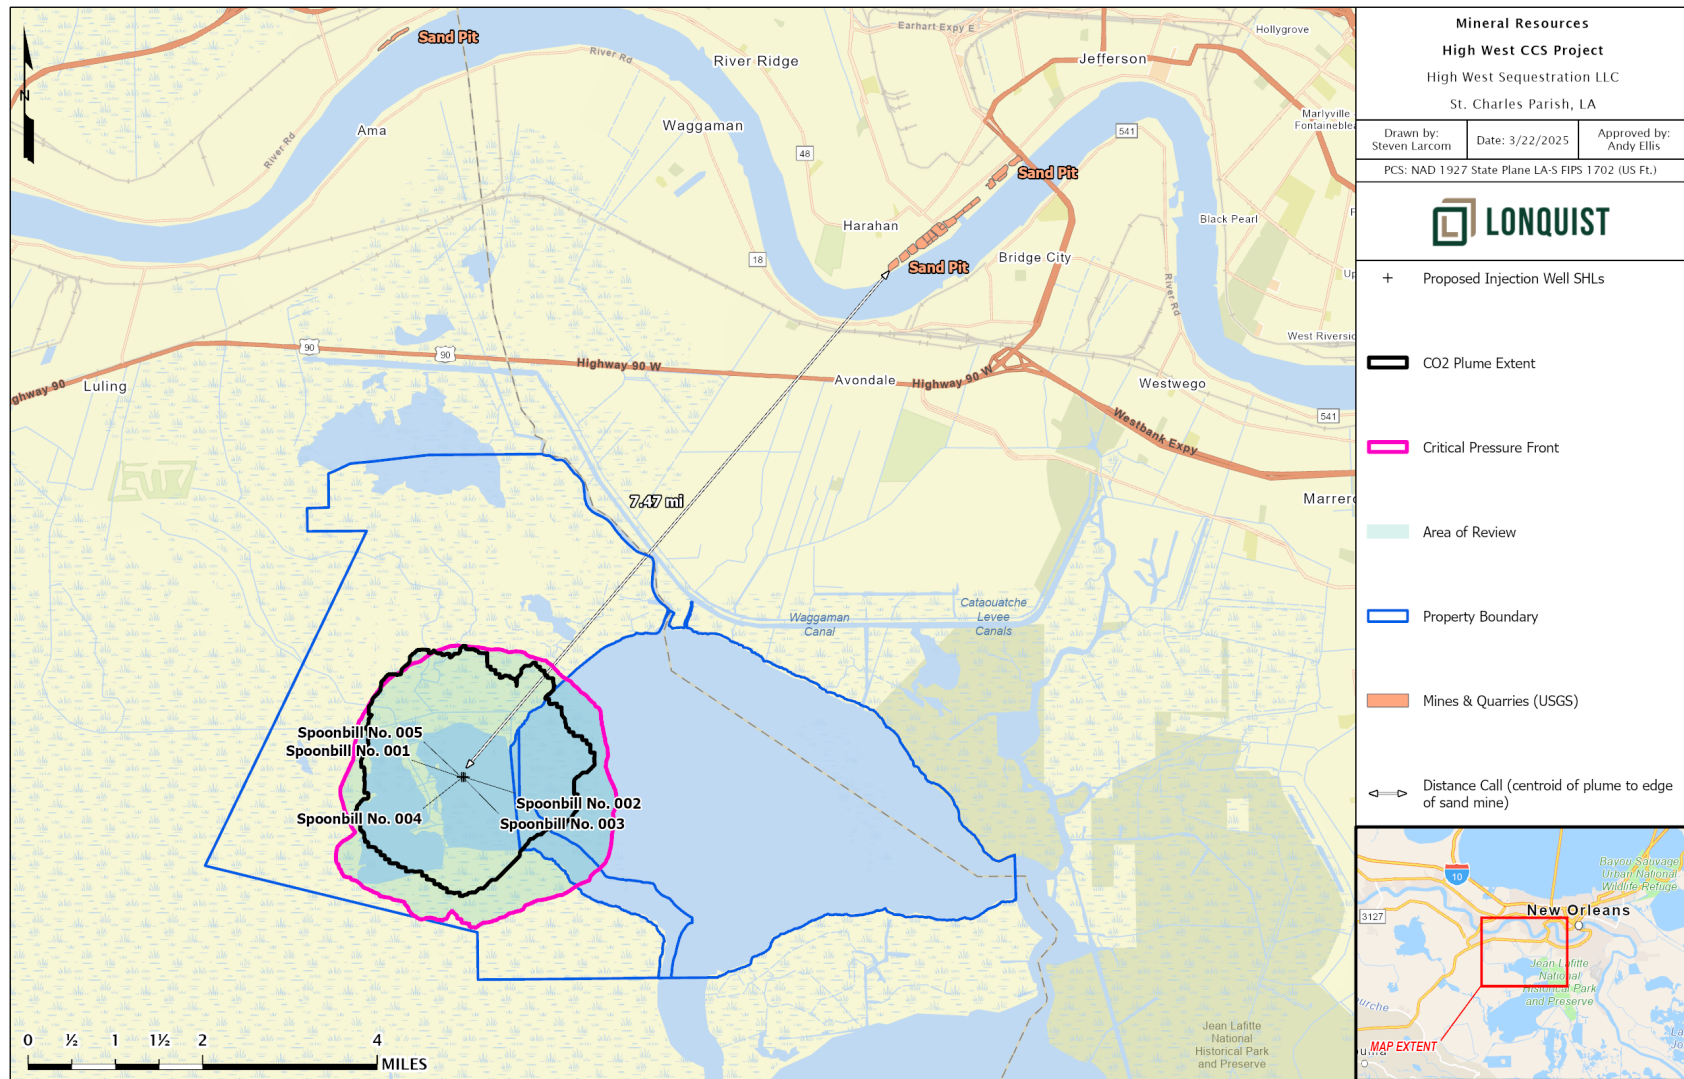 Mineral Resources
High West CCS Project
High West Sequestration LLC
St. Charles Parish, LA
Drawn by:
Steven Larcom
Date: 3/22/2025
Approved by:
Andy Ellis
PCS: NAD 1927 State Plane LA-S FIPS 1702 (US Ft.)
LONQUIST
Proposed Injection Well SHLs
CO2 Plume Extent
Critical Pressure Front
Area of Review
Property Boundary
Mines & Quarries (USGS)
Distance Call (centroid of plume to edge
of sand mine)
N
Sand Pit
River Rd
River Ridge
Earhart Expy E
Hollygrove
Jefferson
Ama
River Rd
Waggaman
48
541
Marlyville
Sand Pit
Harahan
Black Pearl
18
Sand Pit
Bridge City
River Rd
West Riversid
90
90
Highway 90 W
Highway 90
Luling
Avondale
Highway 90 W
Westwego
541
Westbank Expy
Marrero
7.47 mi
Waggaman
Canal
Cataouatche
Levee
Canals
Spoonbill No. 005
Spoonbill No. 001
Spoonbill No. 002
Spoonbill No. 004
Spoonbill No. 003
Jean Lafitte
National
Historical Park
and Preserve
0 ½ 1 1½ 2 4
MILES
10
Bayou Sauvage
Urban National
Wildlife Refuge
3127
New Orleans
Jean Lafitte
National
Historical Park
and Preserve
MAP EXTENT